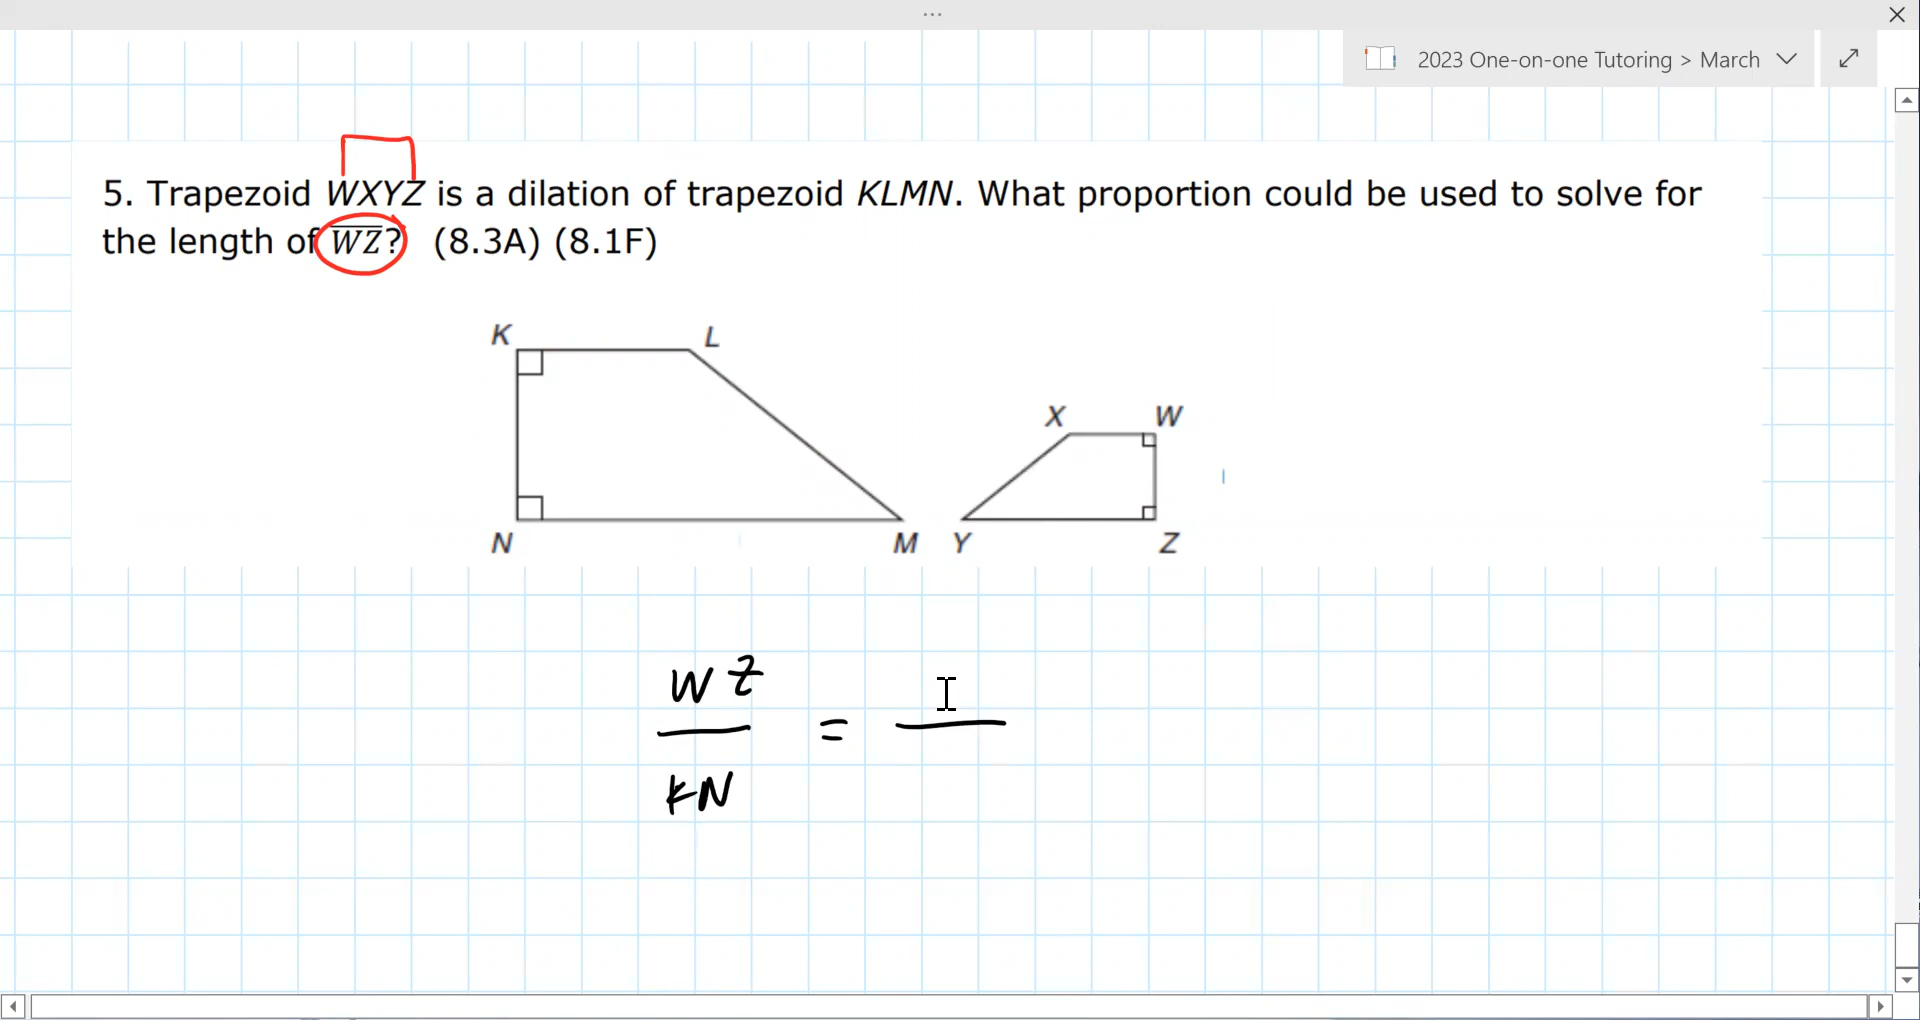 ...
2023 One-on-one Tutoring > March
5. Trapezoid WXYZ is a dilation of trapezoid KLMN. What proportion could be used to solve for
the length of WZ? (8.3A) (8.1F)
K L
X W
N M Y Z
WZ
=
KN